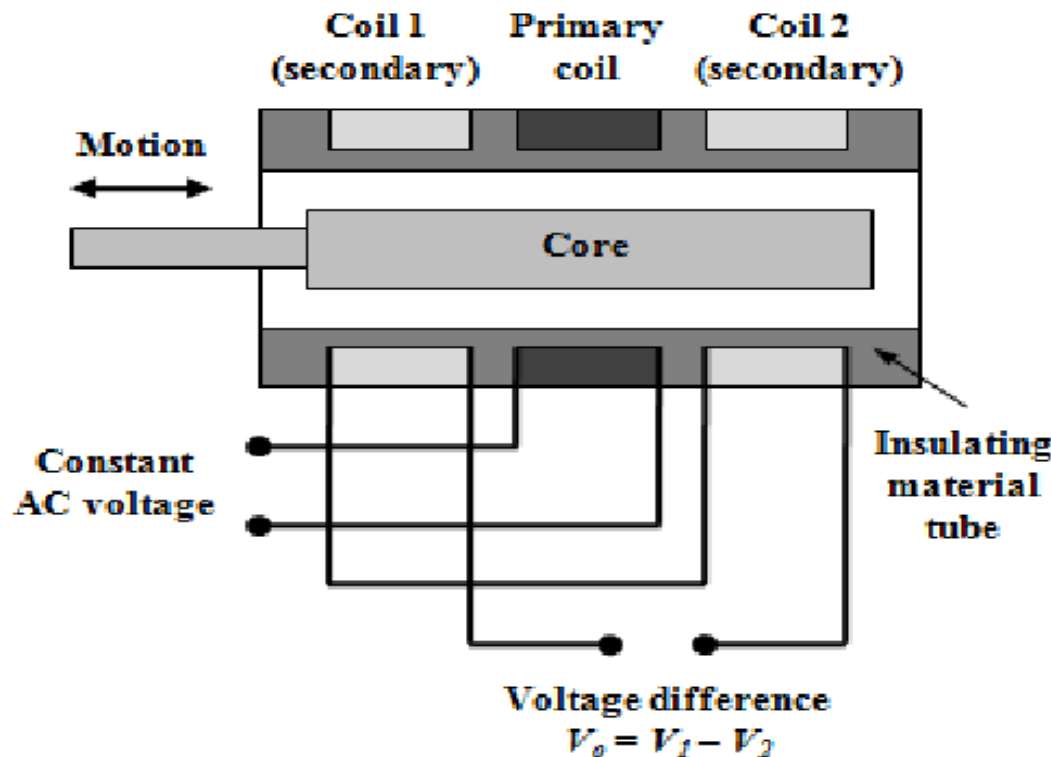 Coil 1
(secondary)
Primary
coil
Coil 2
(secondary)
Motion
Core
Constant
AC voltage
Insulating
material
tube
Voltage difference
Vₒ = V₁ – V₂